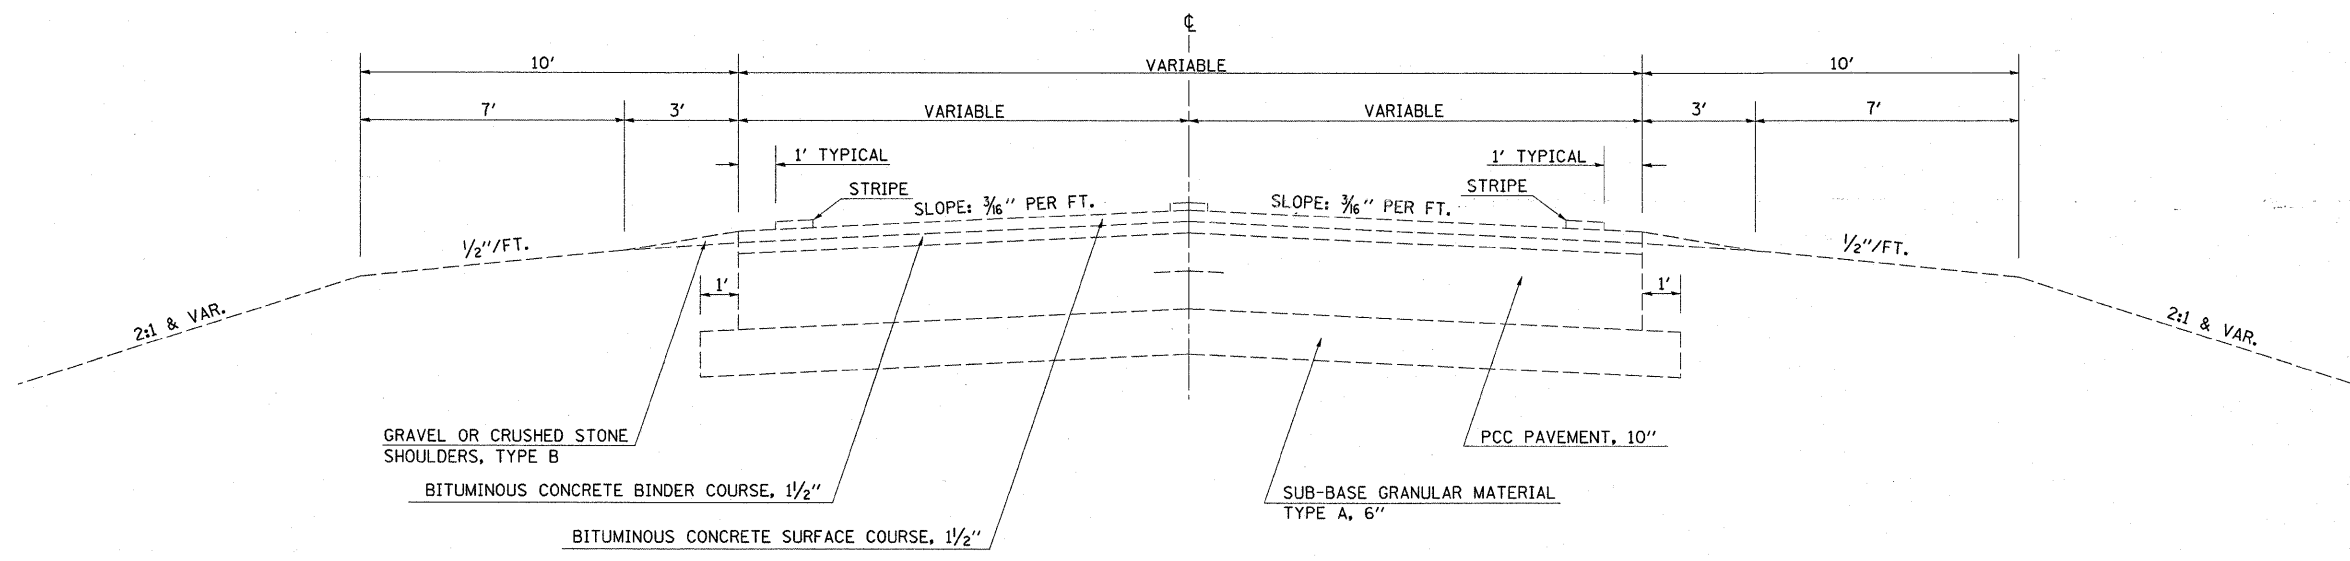 ℄
10'
VARIABLE
10'
7'
3'
VARIABLE
VARIABLE
3'
7'
1' TYPICAL
1' TYPICAL
STRIPE
STRIPE
SLOPE: 3/16" PER FT.
SLOPE: 3/16" PER FT.
1/2"/FT.
1/2"/FT.
1'
1'
2:1 & VAR.
2:1 & VAR.
GRAVEL OR CRUSHED STONE
SHOULDERS, TYPE B
PCC PAVEMENT, 10"
BITUMINOUS CONCRETE BINDER COURSE, 1 1/2"
SUB-BASE GRANULAR MATERIAL
TYPE A, 6"
BITUMINOUS CONCRETE SURFACE COURSE, 1 1/2"